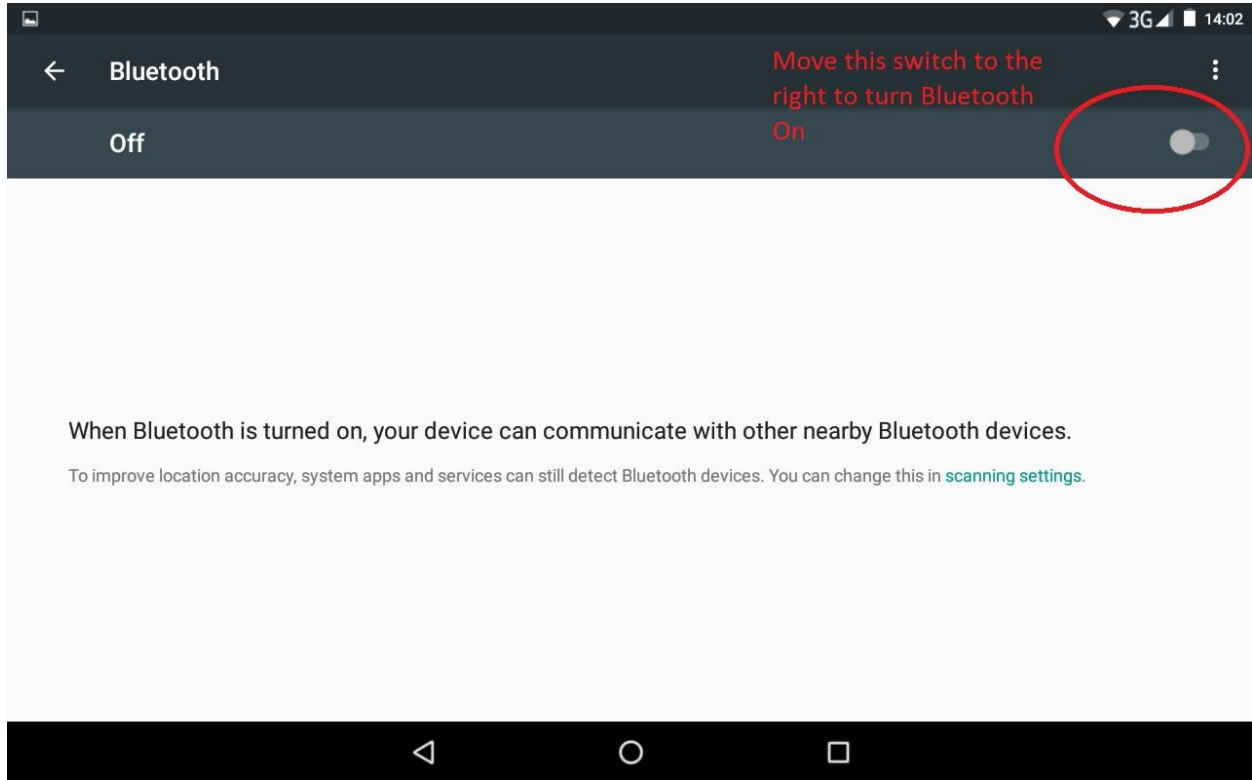 3G 14:02
Bluetooth
Move this switch to the
right to turn Bluetooth
On
Off
When Bluetooth is turned on, your device can communicate with other nearby Bluetooth devices.
To improve location accuracy, system apps and services can still detect Bluetooth devices. You can change this in scanning settings.